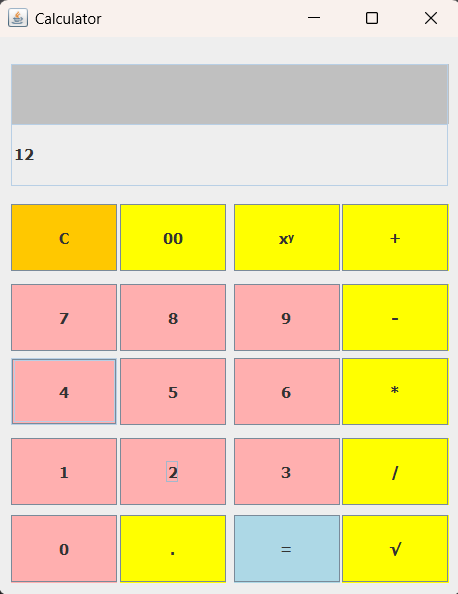 Calculator
12
C 00 xʸ +
7 8 9 -
4 5 6 *
1 2 3 /
0 . = √